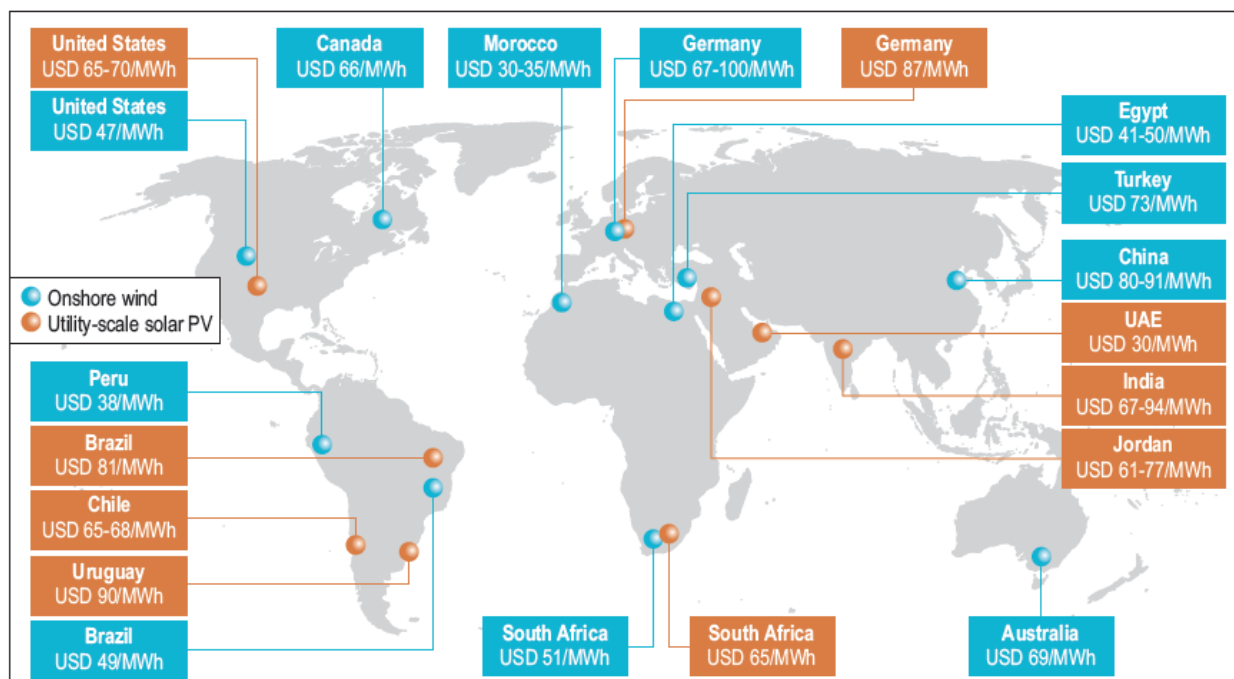 United States
USD 65-70/MWh
United States
USD 47/MWh
Canada
USD 66/MWh
Morocco
USD 30-35/MWh
Germany
USD 67-100/MWh
Germany
USD 87/MWh
Egypt
USD 41-50/MWh
Turkey
USD 73/MWh
China
USD 80-91/MWh
UAE
USD 30/MWh
India
USD 67-94/MWh
Jordan
USD 61-77/MWh
Onshore wind
Utility-scale solar PV
Peru
USD 38/MWh
Brazil
USD 81/MWh
Chile
USD 65-68/MWh
Uruguay
USD 90/MWh
Brazil
USD 49/MWh
South Africa
USD 51/MWh
South Africa
USD 65/MWh
Australia
USD 69/MWh